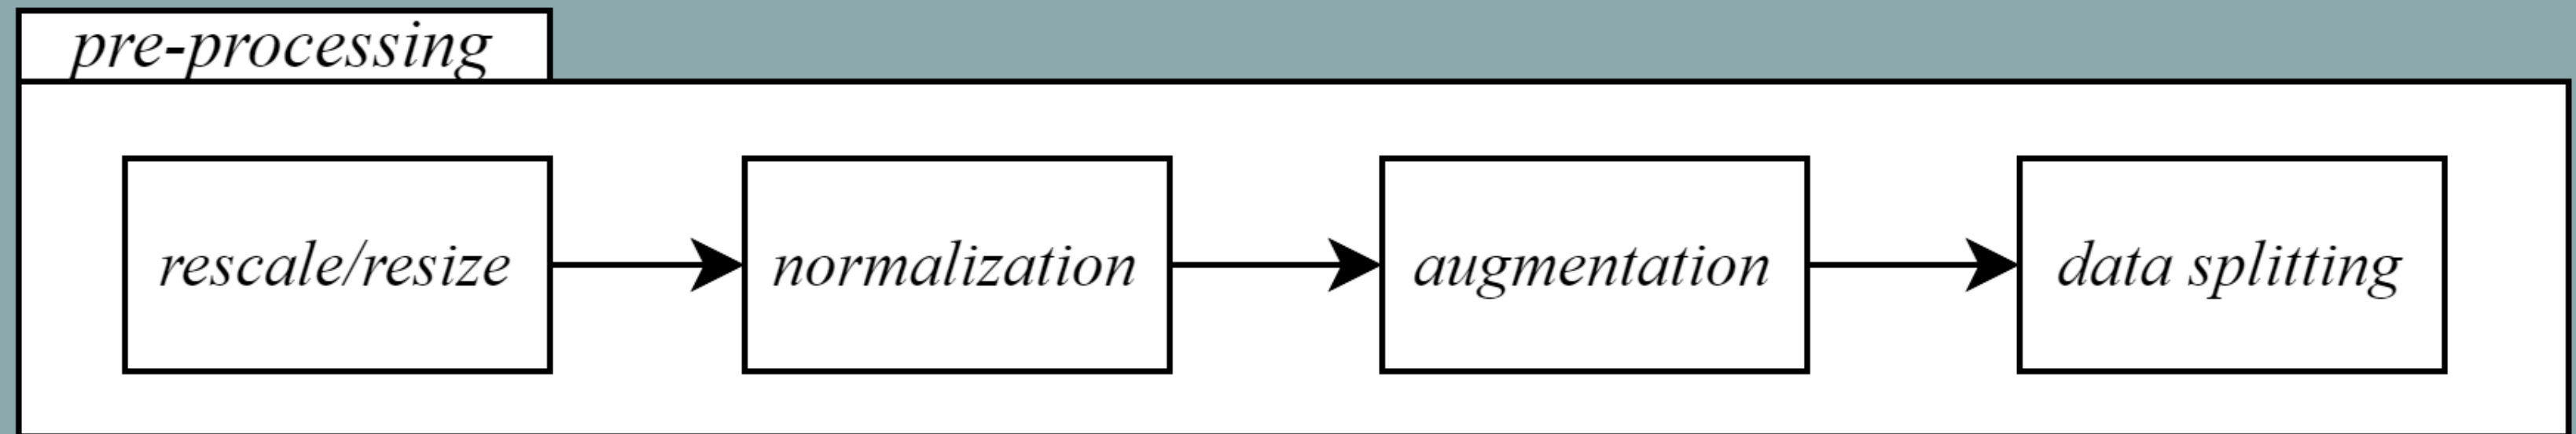 pre-processing
rescale/resize
normalization
augmentation
data splitting